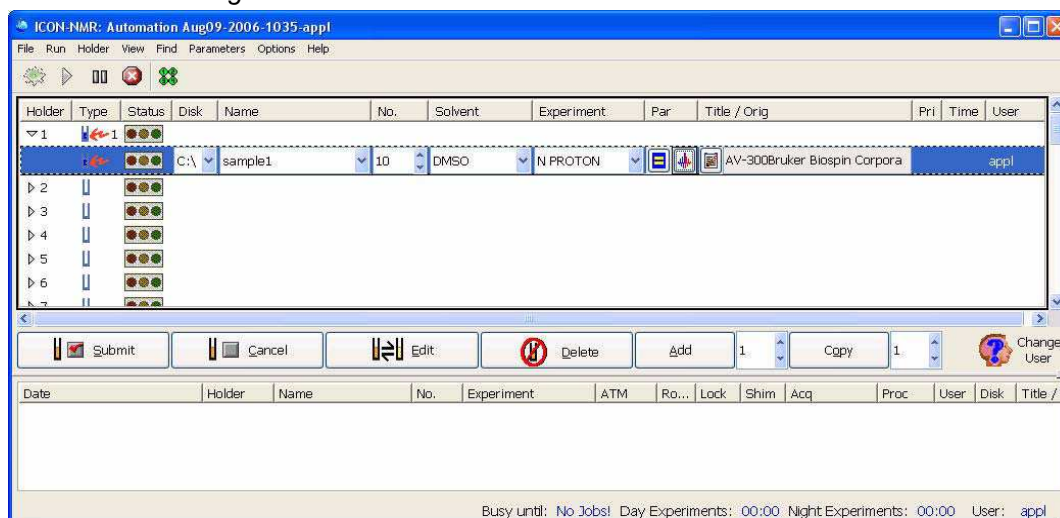 ICON-NMR: Automation Aug09-2006-1035-appl
File Run Holder View Find Parameters Options Help
Holder Type Status Disk Name No. Solvent Experiment Par Title / Orig Pri Time User
1 1
C:\ sample1 10 DMSO N PROTON AV-300Bruker Biospin Corpora appl
2
3
4
5
6
7
Submit Cancel Edit Delete Add 1 Copy 1 Change User
Date Holder Name No. Experiment ATM Ro... Lock Shim Acq Proc User Disk Title /
Busy until: No Jobs! Day Experiments: 00:00 Night Experiments: 00:00 User: appl